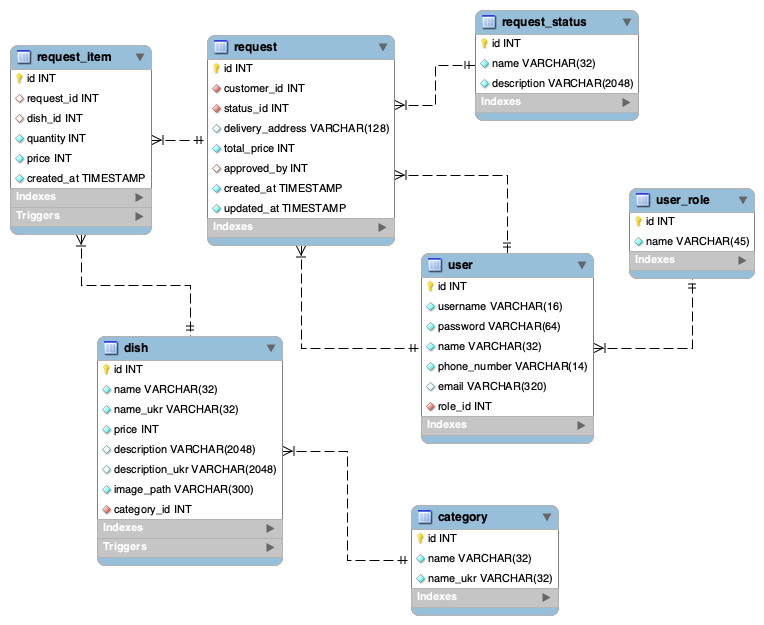 request_item
id INT
request_id INT
dish_id INT
quantity INT
price INT
created_at TIMESTAMP
Indexes
Triggers
request
id INT
customer_id INT
status_id INT
delivery_address VARCHAR(128)
total_price INT
approved_by INT
created_at TIMESTAMP
updated_at TIMESTAMP
Indexes
request_status
id INT
name VARCHAR(32)
description VARCHAR(2048)
Indexes
user_role
id INT
name VARCHAR(45)
Indexes
user
id INT
username VARCHAR(16)
password VARCHAR(64)
name VARCHAR(32)
phone_number VARCHAR(14)
email VARCHAR(320)
role_id INT
Indexes
dish
id INT
name VARCHAR(32)
name_ukr VARCHAR(32)
price INT
description VARCHAR(2048)
description_ukr VARCHAR(2048)
image_path VARCHAR(300)
category_id INT
Indexes
Triggers
category
id INT
name VARCHAR(32)
name_ukr VARCHAR(32)
Indexes